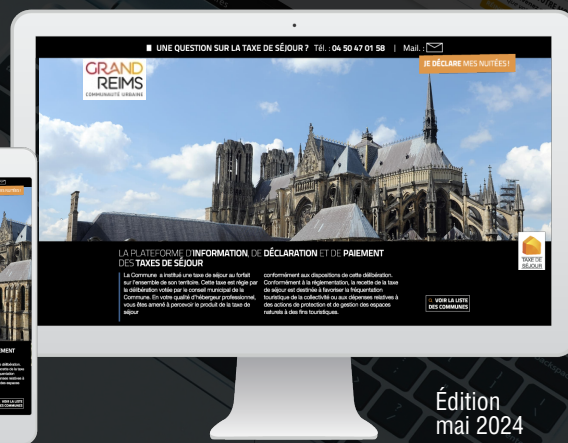 UNE QUESTION SUR LA TAXE DE SÉJOUR ? Tél. : 04 50 47 01 58 | Mail. :
JE DÉCLARE MES NUITÉES !
GRAND
REIMS
COMMUNAUTÉ URBAINE
LA PLATEFORME D'INFORMATION, DE DÉCLARATION ET DE PAIEMENT
DES TAXES DE SÉJOUR
La Commune a institué une taxe de séjour au forfait
sur l'ensemble de son territoire. Cette taxe est régie par
la délibération votée par le conseil municipal de la
Commune. En votre qualité d'hébergeur professionnel,
vous êtes amené à percevoir le produit de la taxe de
séjour
conformément aux dispositions de cette délibération.
Conformément à la réglementation, la recette de la taxe
de séjour est destinée à favoriser la fréquentation
touristique de la collectivité ou aux dépenses relatives à
des actions de protection et de gestion des espaces
naturels à des fins touristiques.
TAXE DE
SÉJOUR
VOIR LA LISTE
DES COMMUNES
Édition
mai 2024